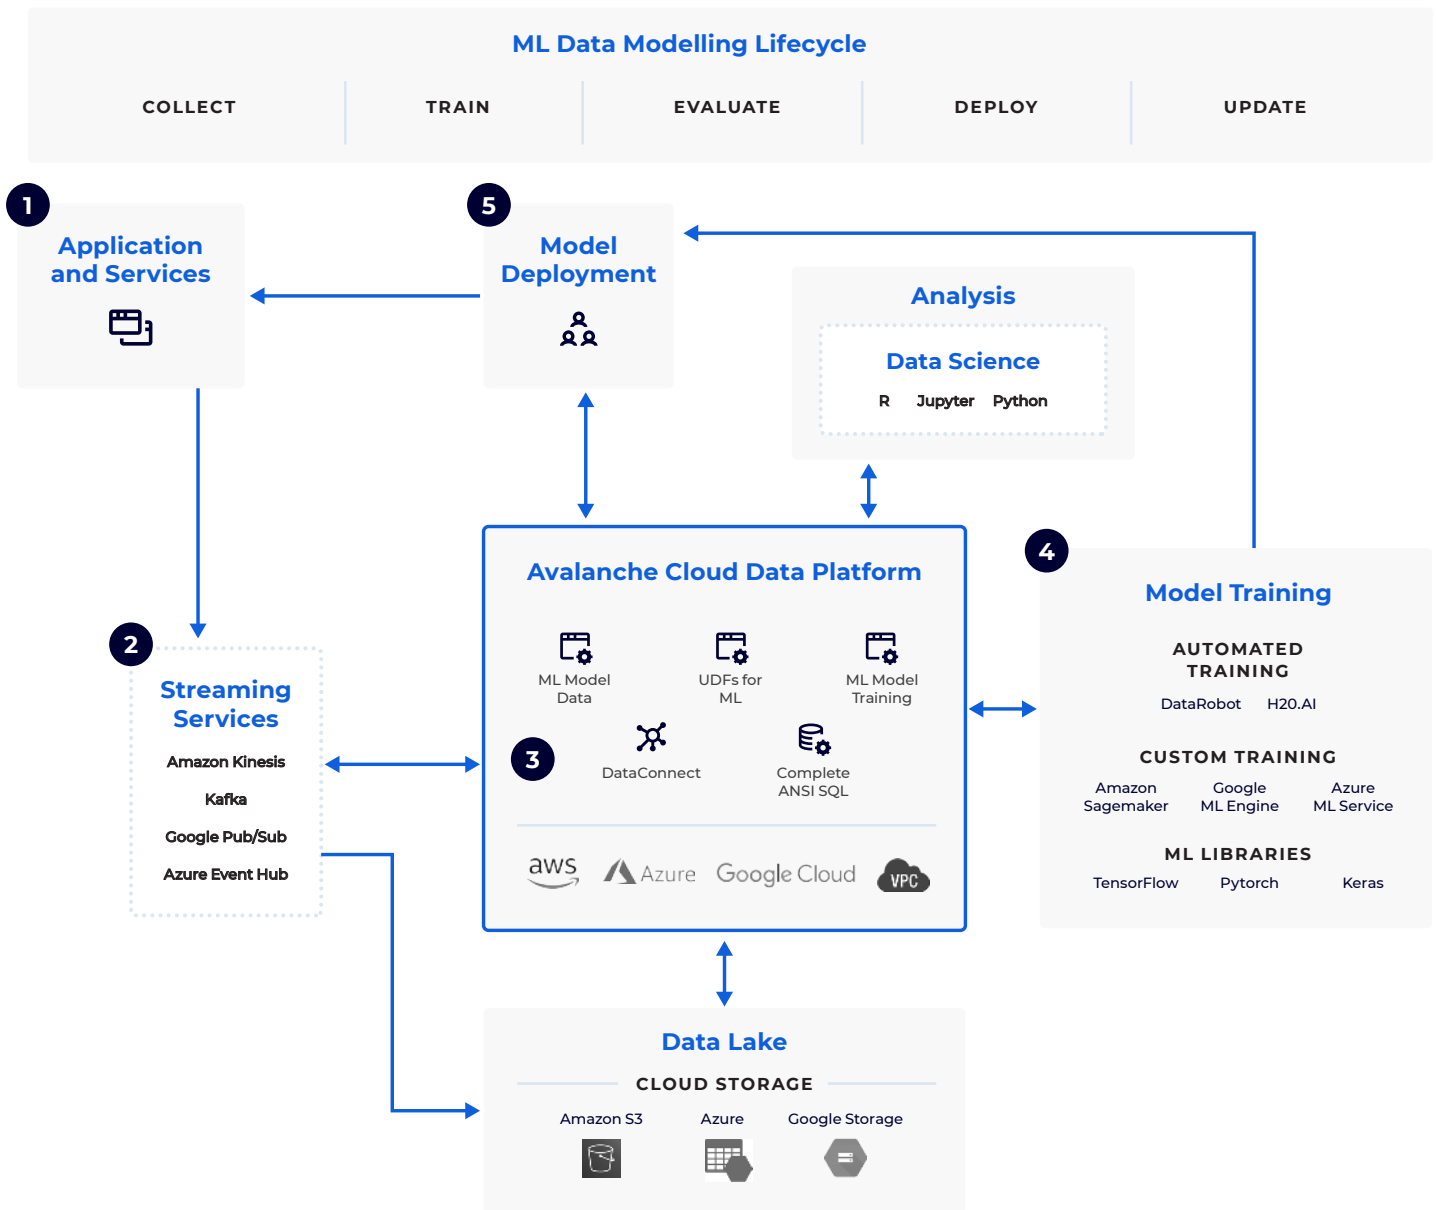 ML Data Modelling Lifecycle
COLLECT
TRAIN
EVALUATE
DEPLOY
UPDATE
1
Application
and Services
5
Model
Deployment
Analysis
Data Science
R Jupyter Python
2
Streaming
Services
Amazon Kinesis
Kafka
Google Pub/Sub
Azure Event Hub
Avalanche Cloud Data Platform
ML Model
Data
UDFs for
ML
ML Model
Training
3
DataConnect
Complete
ANSI SQL
aws
Azure
Google Cloud
VPC
4
Model Training
AUTOMATED
TRAINING
DataRobot H20.AI
CUSTOM TRAINING
Amazon
Sagemaker
Google
ML Engine
Azure
ML Service
ML LIBRARIES
TensorFlow Pytorch Keras
Data Lake
CLOUD STORAGE
Amazon S3 Azure Google Storage